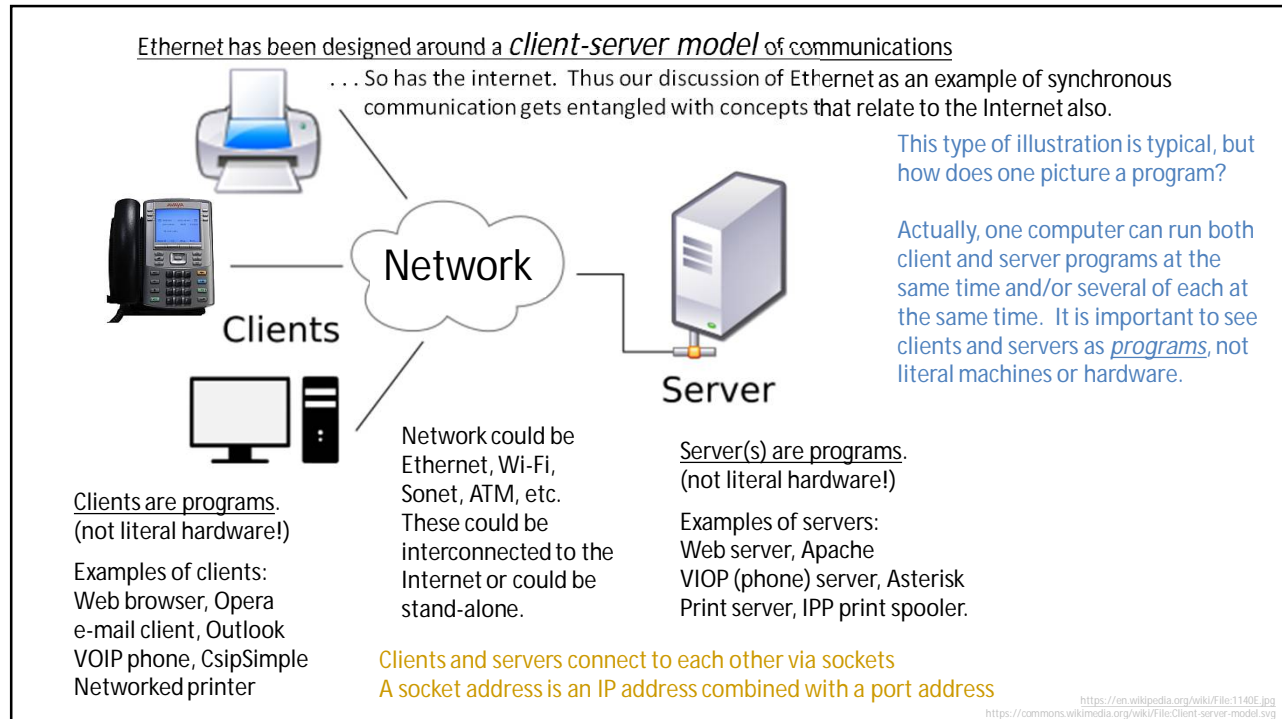 Ethernet has been designed around a client-server model of communications
. . . So has the internet.  Thus our discussion of Ethernet as an example of synchronous
communication gets entangled with concepts that relate to the Internet also.
This type of illustration is typical, but
how does one picture a program?
Actually, one computer can run both
client and server programs at the
same time and/or several of each at
the same time.  It is important to see
clients and servers as programs, not
literal machines or hardware.
AVAYA
Network
Clients
Server
Network could be
Ethernet, Wi-Fi,
Sonet, ATM, etc.
These could be
interconnected to the
Internet or could be
stand-alone.
Server(s) are programs.
(not literal hardware!)
Examples of servers:
Web server, Apache
VIOP (phone) server, Asterisk
Print server, IPP print spooler.
Clients are programs.
(not literal hardware!)
Examples of clients:
Web browser, Opera
e-mail client, Outlook
VOIP phone, CsipSimple
Networked printer
Clients and servers connect to each other via sockets
A socket address is an IP address combined with a port address
https://en.wikipedia.org/wiki/File:1140E.jpg
https://commons.wikimedia.org/wiki/File:Client-server-model.svg